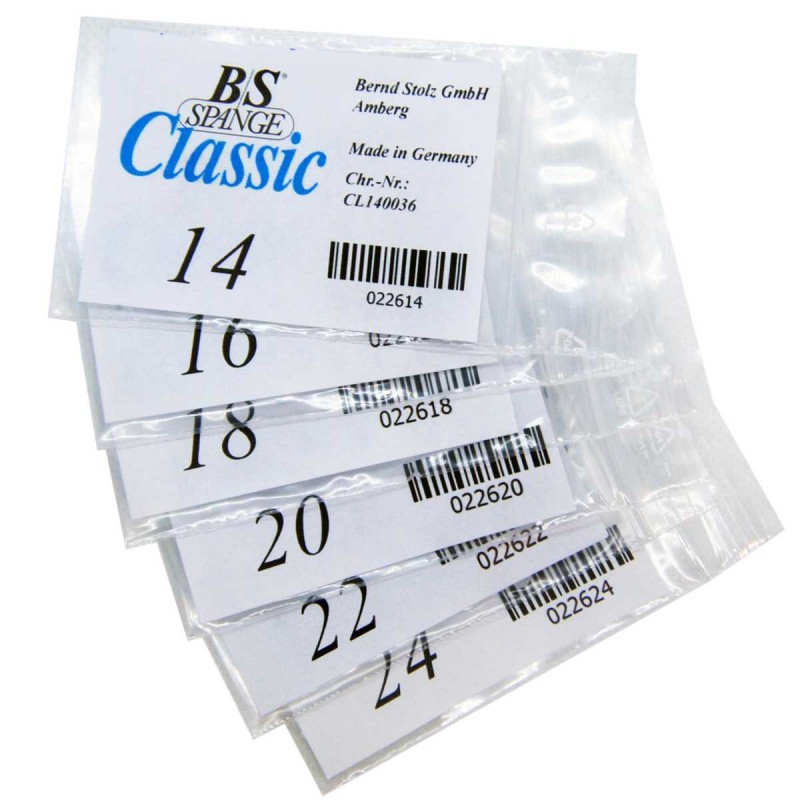 B/S®
SPANGE
Classic
Bernd Stolz GmbH
Amberg
Made in Germany
Chr.-Nr.:
CL140036
14
022614
16
18
022618
20
022620
22
022622
24
022624